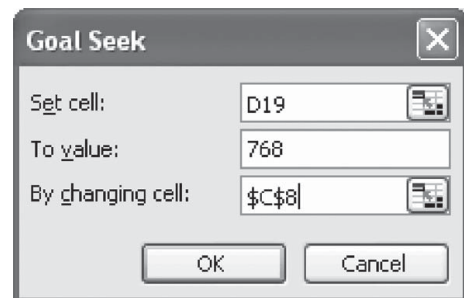 Goal Seek
Set cell: D19
To value: 768
By changing cell: $C$8
OK Cancel